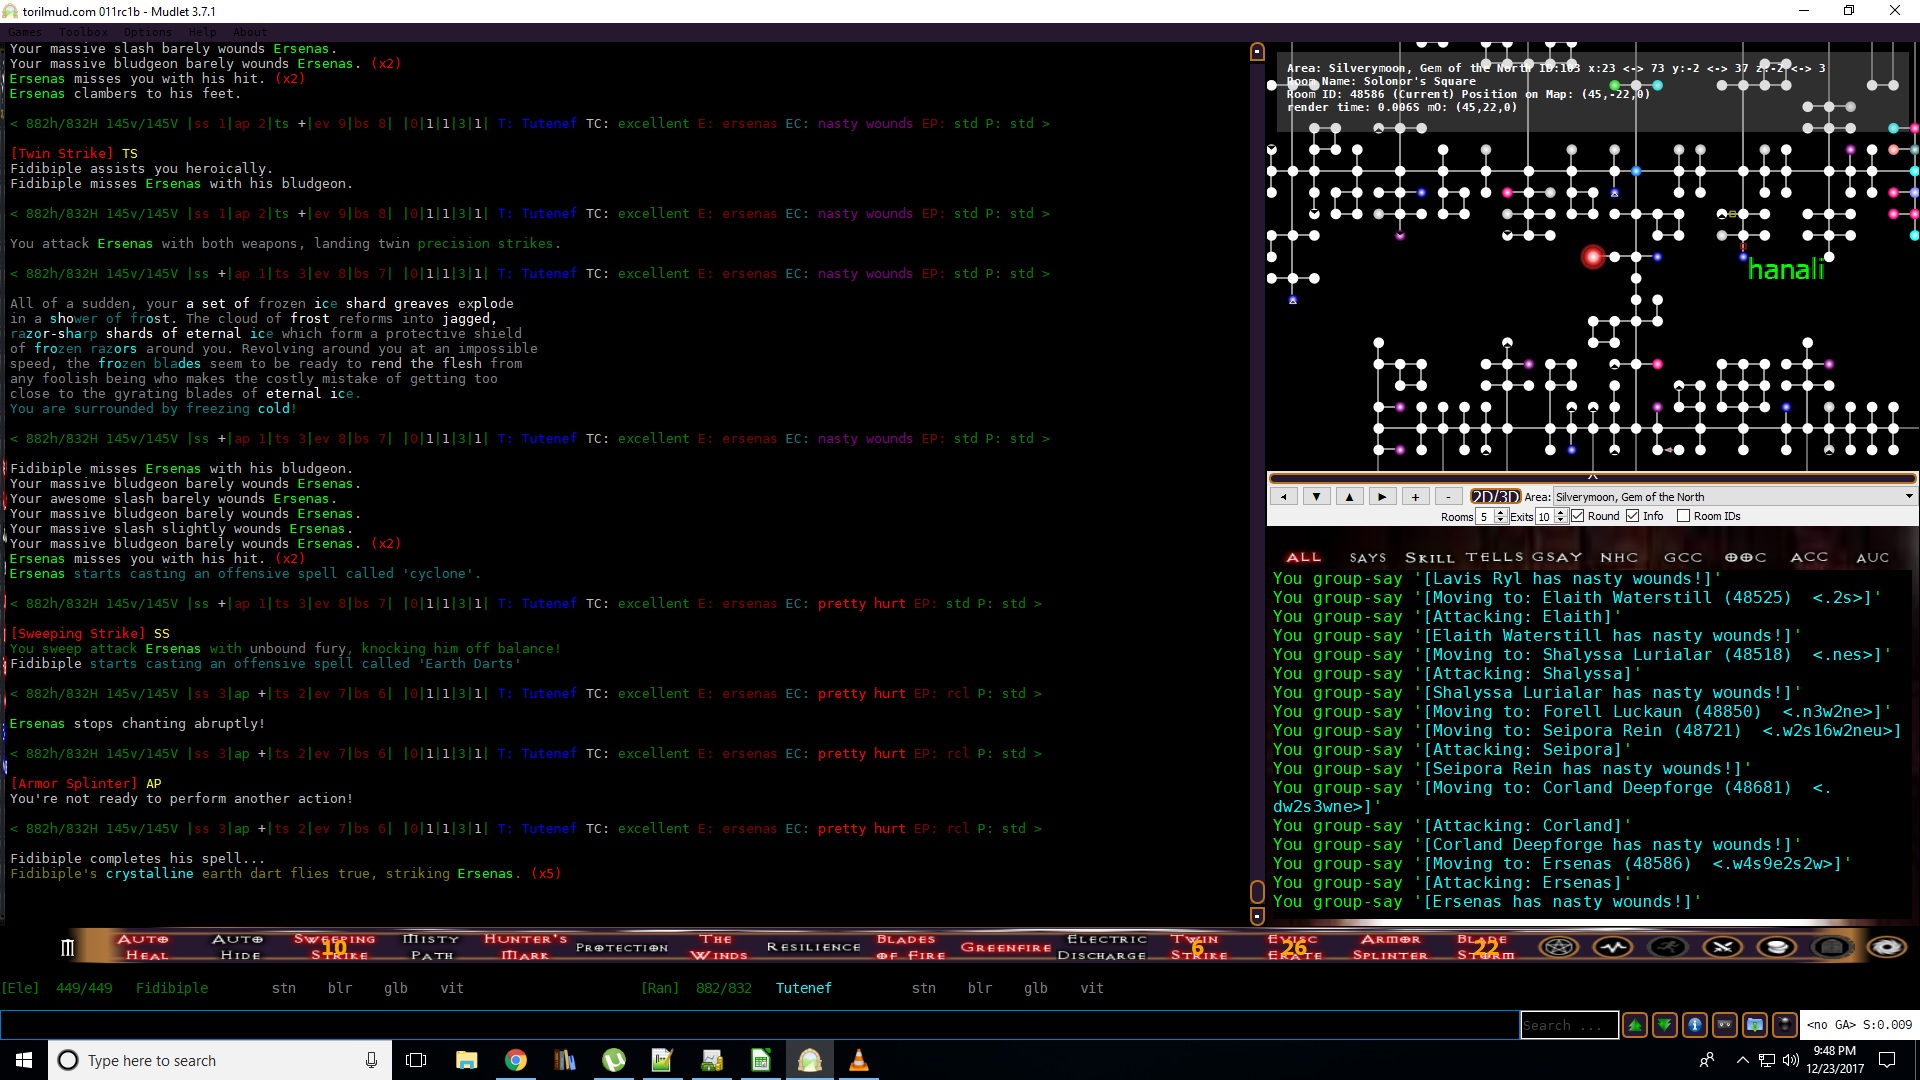 torilmud.com 011rc1b - Mudlet 3.7.1
Games Toolbox Options Help About
Your massive slash barely wounds Ersenas.
Your massive bludgeon barely wounds Ersenas. (x2)
Ersenas misses you with his hit. (x2)
Ersenas clambers to his feet.
< 882h/832H 145v/145V |ss 1|ap 2|ts +|ev 9|bs 8| |0|1|1|3|1| T: Tutenef TC: excellent E: ersenas EC: nasty wounds EP: std P: std >
[Twin Strike] TS
Fidibiple assists you heroically.
Fidibiple misses Ersenas with his bludgeon.
< 882h/832H 145v/145V |ss 1|ap 2|ts +|ev 9|bs 8| |0|1|1|3|1| T: Tutenef TC: excellent E: ersenas EC: nasty wounds EP: std P: std >
You attack Ersenas with both weapons, landing twin precision strikes.
< 882h/832H 145v/145V |ss +|ap 1|ts 3|ev 8|bs 7| |0|1|1|3|1| T: Tutenef TC: excellent E: ersenas EC: nasty wounds EP: std P: std >
All of a sudden, your a set of frozen ice shard greaves explode
in a shower of frost. The cloud of frost reforms into jagged,
razor-sharp shards of eternal ice which form a protective shield
of frozen razors around you. Revolving around you at an impossible
speed, the frozen blades seem to be ready to rend the flesh from
any foolish being who makes the costly mistake of getting too
close to the gyrating blades of eternal ice.
You are surrounded by freezing cold!
< 882h/832H 145v/145V |ss +|ap 1|ts 3|ev 8|bs 7| |0|1|1|3|1| T: Tutenef TC: excellent E: ersenas EC: nasty wounds EP: std P: std >
Fidibiple misses Ersenas with his bludgeon.
Your massive bludgeon barely wounds Ersenas.
Your awesome slash barely wounds Ersenas.
Your massive bludgeon barely wounds Ersenas.
Your massive slash slightly wounds Ersenas.
Your massive bludgeon barely wounds Ersenas. (x2)
Ersenas misses you with his hit. (x2)
Ersenas starts casting an offensive spell called 'cyclone'.
< 882h/832H 145v/145V |ss +|ap 1|ts 3|ev 8|bs 7| |0|1|1|3|1| T: Tutenef TC: excellent E: ersenas EC: pretty hurt EP: std P: std >
[Sweeping Strike] SS
You sweep attack Ersenas with unbound fury, knocking him off balance!
Fidibiple starts casting an offensive spell called 'Earth Darts'
< 882h/832H 145v/145V |ss 3|ap +|ts 2|ev 7|bs 6| |0|1|1|3|1| T: Tutenef TC: excellent E: ersenas EC: pretty hurt EP: rcl P: std >
Ersenas stops chanting abruptly!
< 882h/832H 145v/145V |ss 3|ap +|ts 2|ev 7|bs 6| |0|1|1|3|1| T: Tutenef TC: excellent E: ersenas EC: pretty hurt EP: rcl P: std >
[Armor Splinter] AP
You're not ready to perform another action!
< 882h/832H 145v/145V |ss 3|ap +|ts 2|ev 7|bs 6| |0|1|1|3|1| T: Tutenef TC: excellent E: ersenas EC: pretty hurt EP: rcl P: std >
Fidibiple completes his spell...
Fidibiple's crystalline earth dart flies true, striking Ersenas. (x5)
Area: Silverymoon, Gem of the North ID:103 x:23 <-> 73 y:-2 <-> 37 z:-2 <-> 3
Room Name: Solonor's Square
Room ID: 48586 (Current) Position on Map: (45,-22,0)
render time: 0.006S mO: (45,22,0)
hanali
+ - 2D/3D Area: Silverymoon, Gem of the North
Rooms 5 Exits 10 Round Info Room IDs
ALL SAYS SKILL TELLS GSAY NHC GCC OOC ACC AUC
You group-say '[Lavis Ryl has nasty wounds!]'
You group-say '[Moving to: Elaith Waterstill (48525) <.2s>]'
You group-say '[Attacking: Elaith]'
You group-say '[Elaith Waterstill has nasty wounds!]'
You group-say '[Moving to: Shalyssa Lurialar (48518) <.nes>]'
You group-say '[Attacking: Shalyssa]'
You group-say '[Shalyssa Lurialar has nasty wounds!]'
You group-say '[Moving to: Forell Luckaun (48850) <.n3w2ne>]'
You group-say '[Moving to: Seipora Rein (48721) <.w2s16w2neu>]
You group-say '[Attacking: Seipora]'
You group-say '[Seipora Rein has nasty wounds!]'
You group-say '[Moving to: Corland Deepforge (48681) <.
dw2s3wne>]'
You group-say '[Attacking: Corland]'
You group-say '[Corland Deepforge has nasty wounds!]'
You group-say '[Moving to: Ersenas (48586) <.w4s9e2s2w>]'
You group-say '[Attacking: Ersenas]'
You group-say '[Ersenas has nasty wounds!]'
AUTO HEAL AUTO HIDE SWEEPING STRIKE 10 MISTY PATH HUNTER'S MARK PROTECTION THE WINDS RESILIENCE BLADES OF FIRE GREENFIRE ELECTRIC DISCHARGE TWIN STRIKE 6 EVISCERATE 26 ARMOR SPLINTER BLADE STORM 22
[Ele] 449/449 Fidibiple stn blr glb vit [Ran] 882/832 Tutenef stn blr glb vit
Search ... <no GA> S:0.009
Type here to search
9:48 PM
12/23/2017